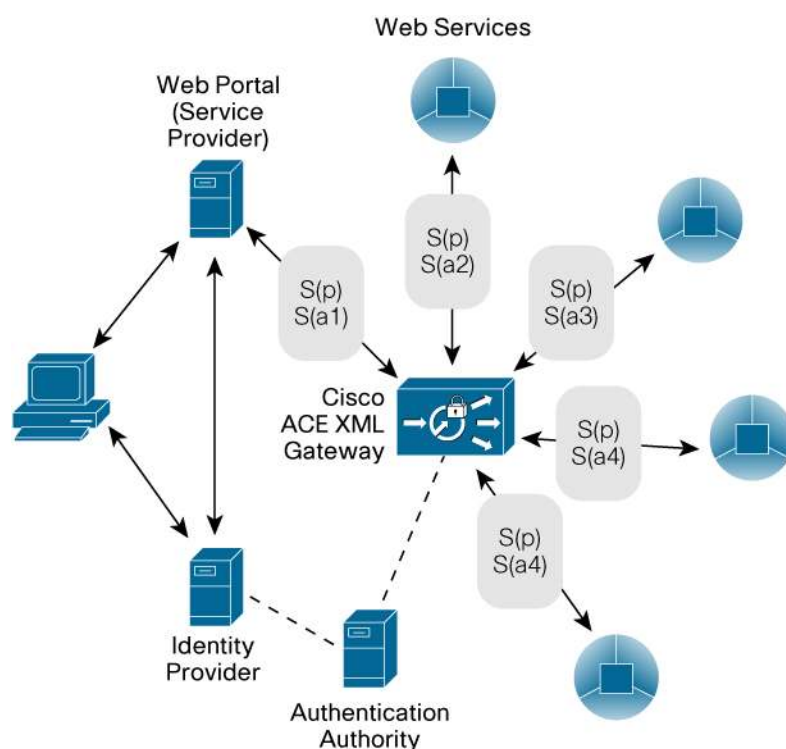 Web Services
Web Portal
(Service
Provider)
S(p)
S(a1)
S(p)
S(a2)
S(p)
S(a3)
Cisco
ACE XML
Gateway
S(p)
S(a4)
S(p)
S(a4)
Identity
Provider
Authentication
Authority